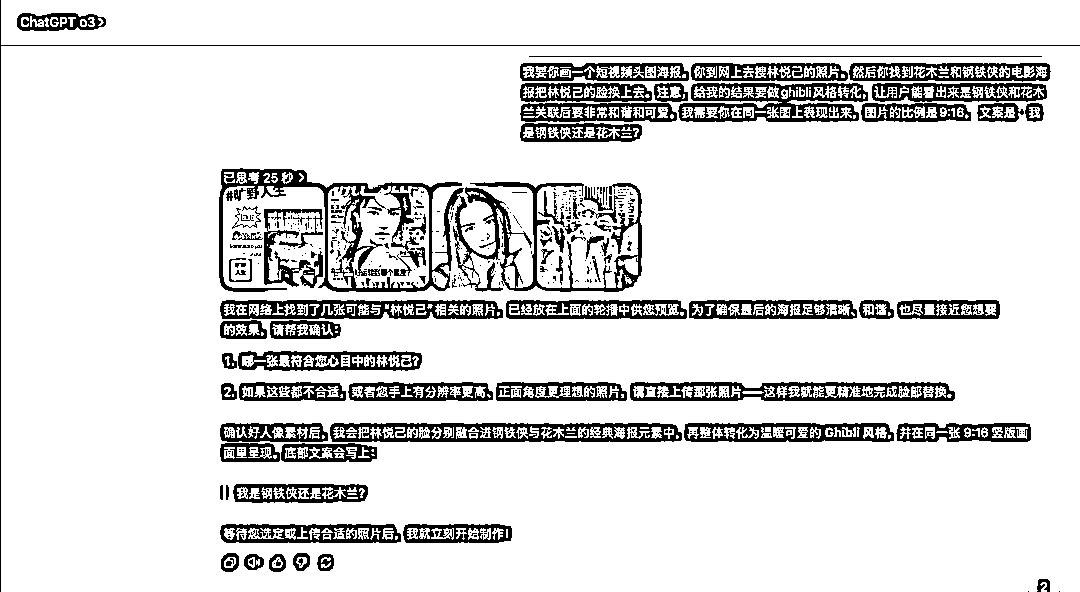 ChatGPT o3 >
我要你画一个短视频头图海报。你到网上去搜林悦己的照片。然后你找到花木兰和钢铁侠的电影海
报把林悦己的脸换上去。注意，给我的结果要做ghibli风格转化，让用户能看出来是钢铁侠和花木
兰关联后要非常和谐和可爱。我需要你在同一张图上表现出来。图片的比例是9:16。文案是：我
是钢铁侠还是花木兰？
已思考 25 秒 >
#旷野人生
我在网络上找到了几张可能与“林悦己”相关的照片，已经放在上面的轮播中供您预览。为了确保最后的海报足够清晰、和谐，也尽量接近您想要
的效果，请帮我确认：
1. 哪一张最符合您心目中的林悦己？
2. 如果这些都不合适，或者您手上有分辨率更高、正面角度更理想的照片，请直接上传那张照片——这样我就能更精准地完成脸部替换。
确认好人像素材后，我会把林悦己的脸分别融合进钢铁侠与花木兰的经典海报元素中，再整体转化为温暖可爱的 Ghibli 风格，并在同一张 9:16 竖版画
面里呈现。底部文案会写上：
我是钢铁侠还是花木兰？
等待您选定或上传合适的照片后，我就立刻开始制作！
2